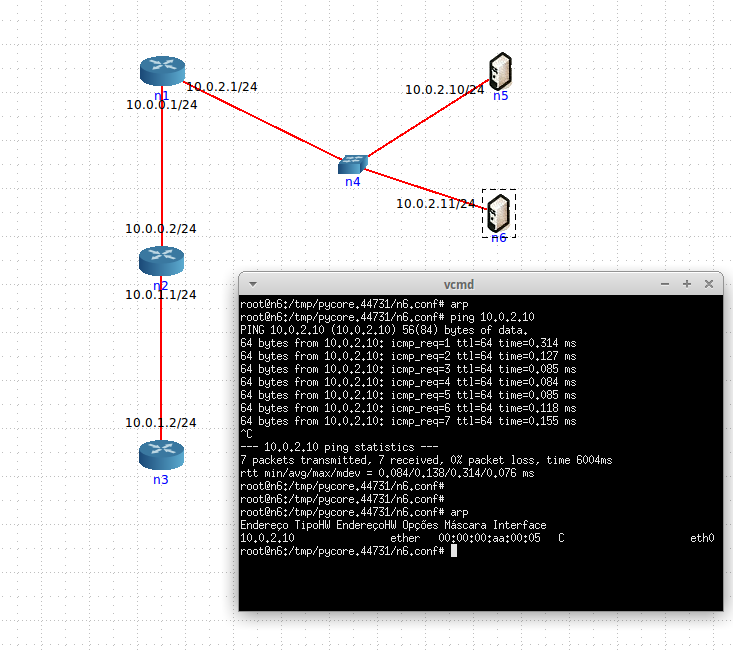 n1
10.0.2.1/24
10.0.0.1/24
10.0.2.10/24
n5
n4
10.0.2.11/24
n6
10.0.0.2/24
n2
10.0.1.1/24
10.0.1.2/24
n3
vcmd
root@n6:/tmp/pycore.44731/n6.conf# arp
root@n6:/tmp/pycore.44731/n6.conf# ping 10.0.2.10
PING 10.0.2.10 (10.0.2.10) 56(84) bytes of data.
64 bytes from 10.0.2.10: icmp_req=1 ttl=64 time=0.314 ms
64 bytes from 10.0.2.10: icmp_req=2 ttl=64 time=0.127 ms
64 bytes from 10.0.2.10: icmp_req=3 ttl=64 time=0.085 ms
64 bytes from 10.0.2.10: icmp_req=4 ttl=64 time=0.084 ms
64 bytes from 10.0.2.10: icmp_req=5 ttl=64 time=0.085 ms
64 bytes from 10.0.2.10: icmp_req=6 ttl=64 time=0.118 ms
64 bytes from 10.0.2.10: icmp_req=7 ttl=64 time=0.155 ms
^C
--- 10.0.2.10 ping statistics ---
7 packets transmitted, 7 received, 0% packet loss, time 6004ms
rtt min/avg/max/mdev = 0.084/0.138/0.314/0.076 ms
root@n6:/tmp/pycore.44731/n6.conf#
root@n6:/tmp/pycore.44731/n6.conf#
root@n6:/tmp/pycore.44731/n6.conf# arp
Endereço TipoHW EndereçoHW Opções Máscara Interface
10.0.2.10 ether 00:00:00:aa:00:05 C eth0
root@n6:/tmp/pycore.44731/n6.conf#